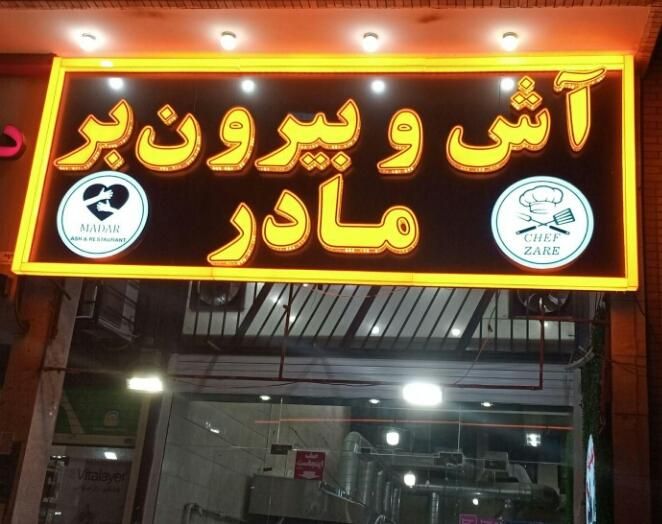 آش و بیرون‌بر
مادر
MADAR
ASH & RESTAURANT
CHEF
ZARE
Vitalayer